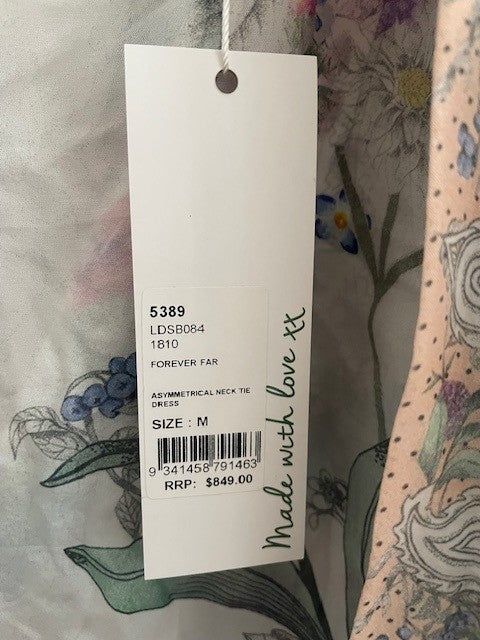 5389
LDSB084
1810
FOREVER FAR
ASYMMETRICAL NECK TIE
DRESS
SIZE : M
9 341458 791463
RRP: $849.00
Made with love xx